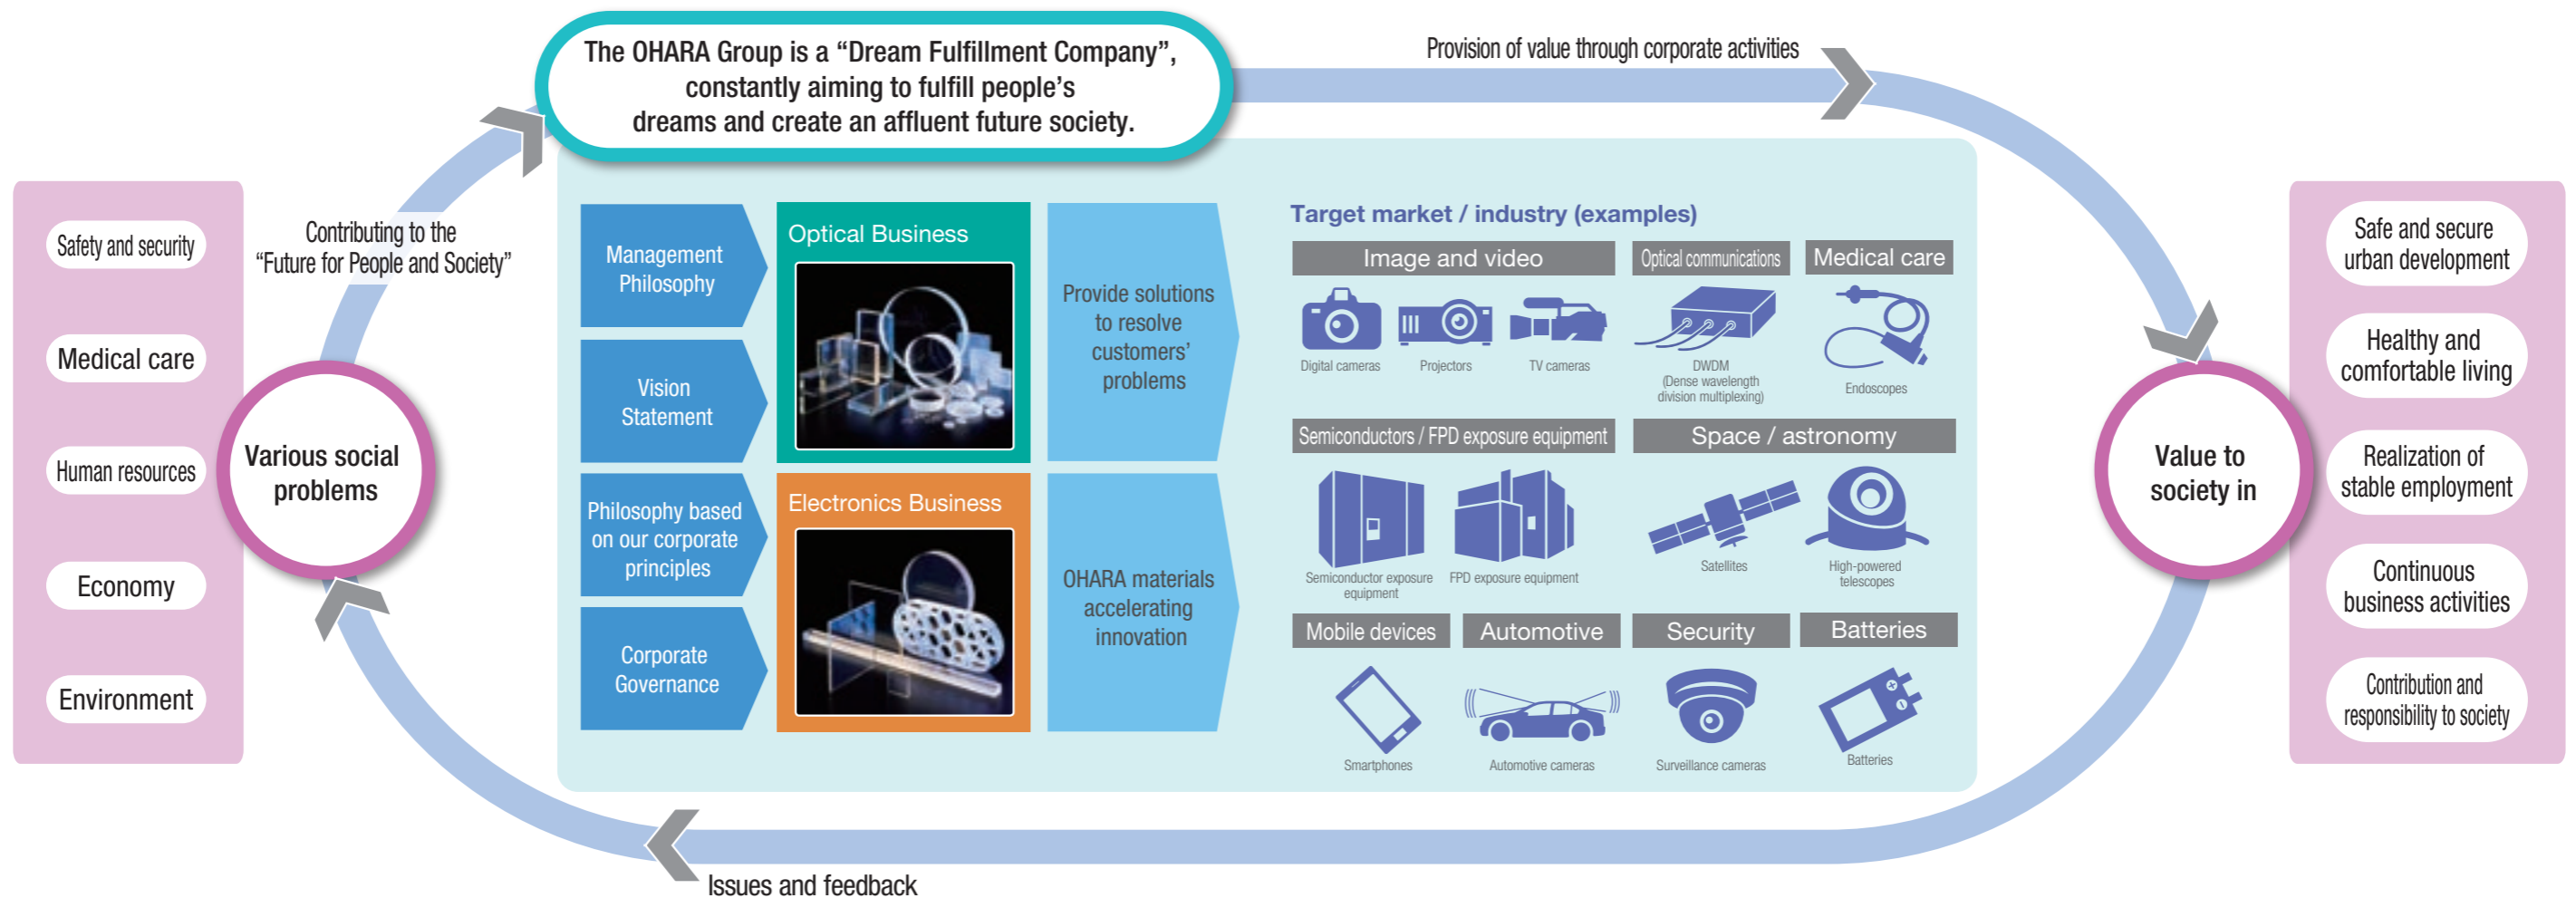 The OHARA Group is a “Dream Fulfillment Company”,
constantly aiming to fulfill people’s
dreams and create an affluent future society.
Provision of value through corporate activities
Contributing to the
“Future for People and Society”
Safety and security
Medical care
Human resources
Economy
Environment
Various social
problems
Management
Philosophy
Vision
Statement
Philosophy based
on our corporate
principles
Corporate
Governance
Optical Business
Electronics Business
Provide solutions
to resolve
customers’
problems
OHARA materials
accelerating
innovation
Target market / industry (examples)
Image and video
Digital cameras
Projectors
TV cameras
Optical communications
DWDM
(Dense wavelength
division multiplexing)
Medical care
Endoscopes
Semiconductors / FPD exposure equipment
Semiconductor exposure
equipment
FPD exposure equipment
Space / astronomy
Satellites
High-powered
telescopes
Mobile devices
Smartphones
Automotive
Automotive cameras
Security
Surveillance cameras
Batteries
Batteries
Value to
society in
Safe and secure
urban development
Healthy and
comfortable living
Realization of
stable employment
Continuous
business activities
Contribution and
responsibility to society
Issues and feedback